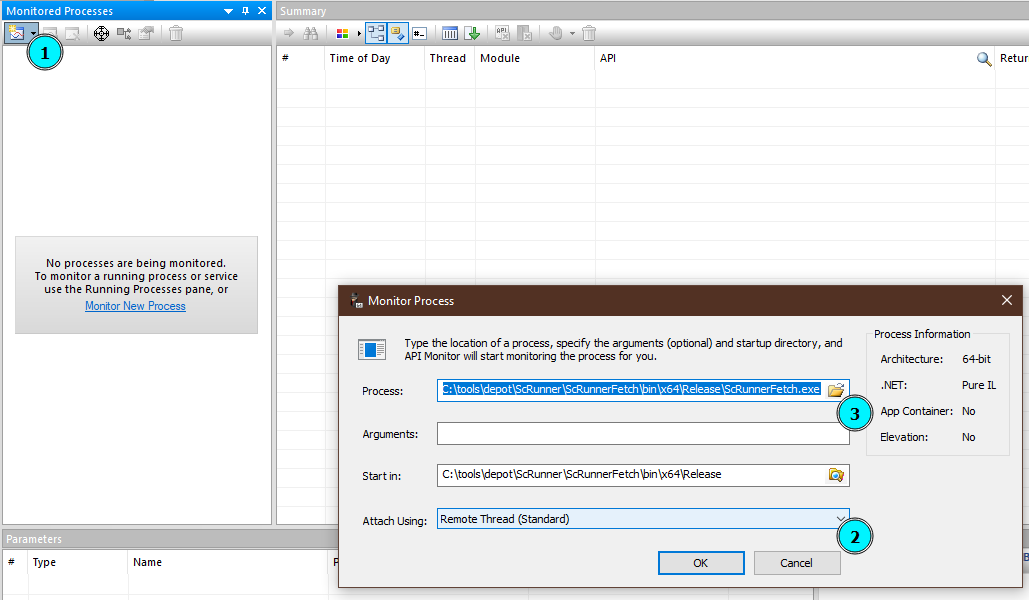 Monitored Processes
Summary
1
# Time of Day Thread Module API Retur
No processes are being monitored.
To monitor a running process or service
use the Running Processes pane, or
Monitor New Process
Monitor Process
Type the location of a process, specify the arguments (optional) and startup directory, and
API Monitor will start monitoring the process for you.
Process: C:\tools\depot\ScRunner\ScRunnerFetch\bin\x64\Release\ScRunnerFetch.exe
3
Arguments:
Start in: C:\tools\depot\ScRunner\ScRunnerFetch\bin\x64\Release
Attach Using: Remote Thread (Standard)
2
OK Cancel
Process Information
Architecture: 64-bit
.NET: Pure IL
App Container: No
Elevation: No
Parameters
# Type Name